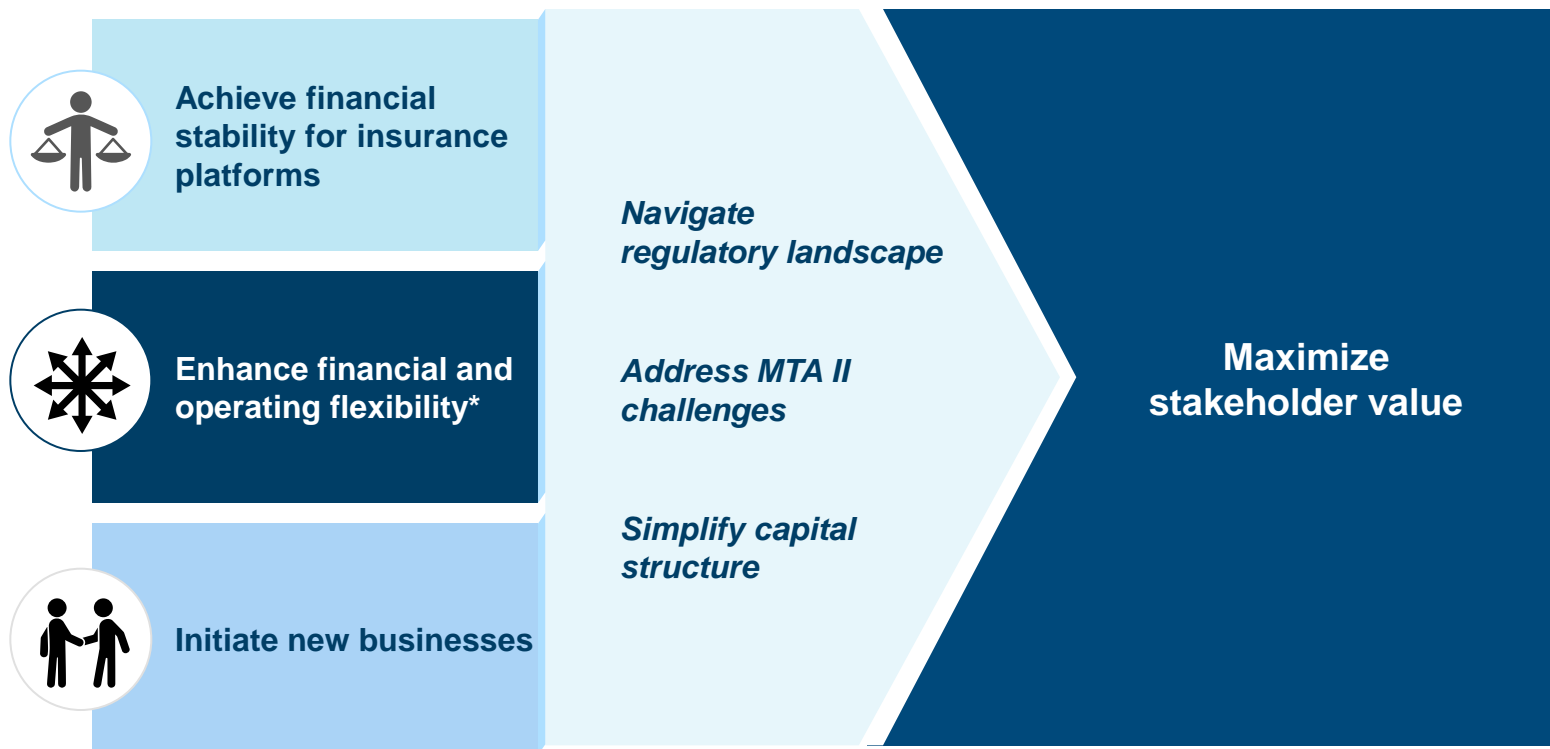 Achieve financial
stability for insurance
platforms
Enhance financial and
operating flexibility*
Initiate new businesses
Navigate
regulatory landscape
Address MTA II
challenges
Simplify capital
structure
Maximize
stakeholder value